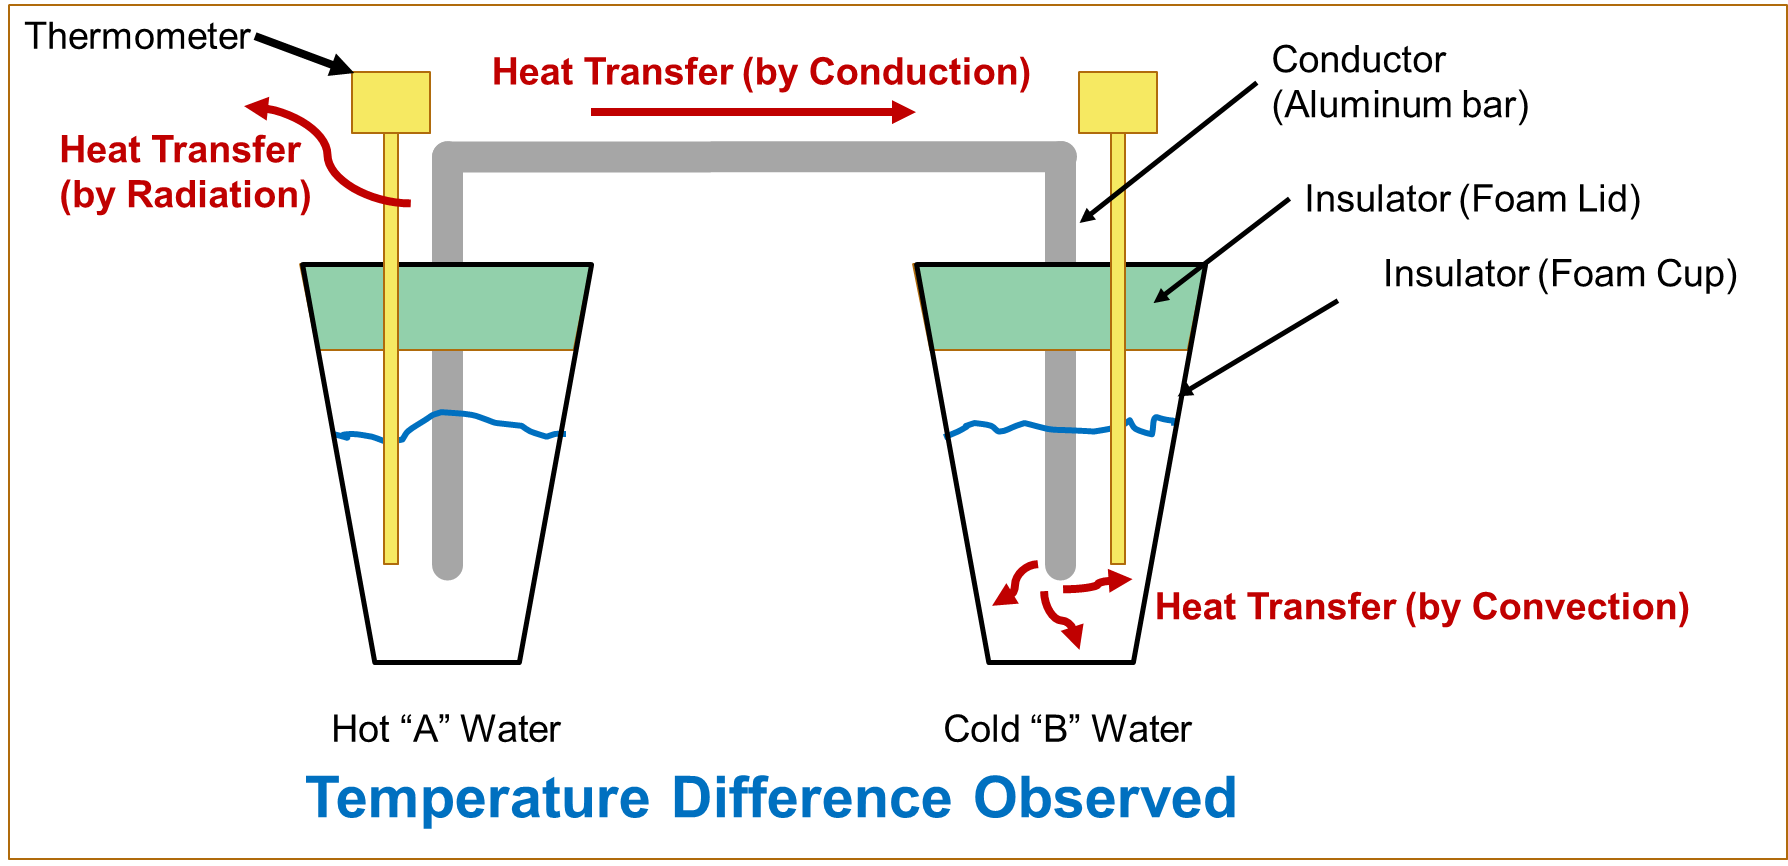 Thermometer
Heat Transfer (by Conduction)
Conductor
(Aluminum bar)
Heat Transfer
(by Radiation)
Insulator (Foam Lid)
Insulator (Foam Cup)
Heat Transfer (by Convection)
Hot “A” Water
Cold “B” Water
Temperature Difference Observed